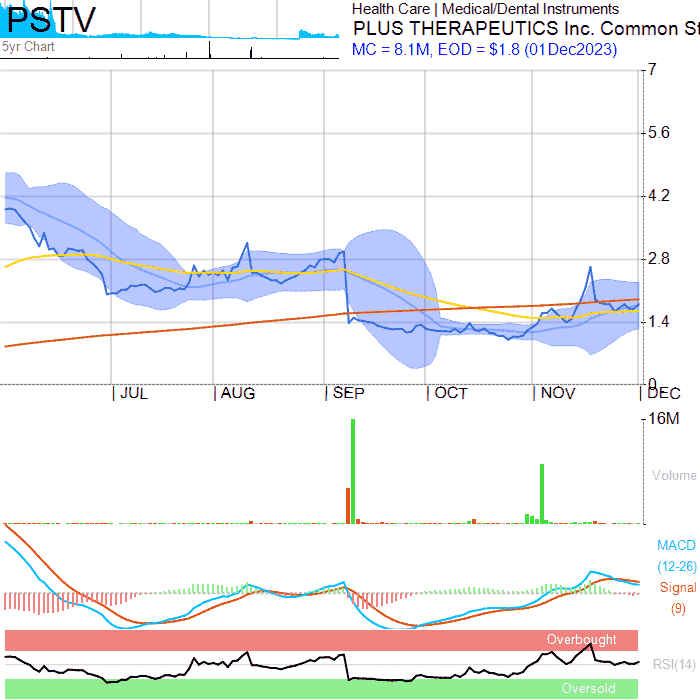 PSTV
5yr Chart
Health Care | Medical/Dental Instruments
PLUS THERAPEUTICS Inc. Common St
MC = 8.1M, EOD = $1.8 (01Dec2023)
7
5.6
4.2
2.8
1.4
0
JUL
AUG
SEP
OCT
NOV
DEC
16M
Volume
MACD
(12-26)
Signal
(9)
Overbought
RSI(14)
Oversold